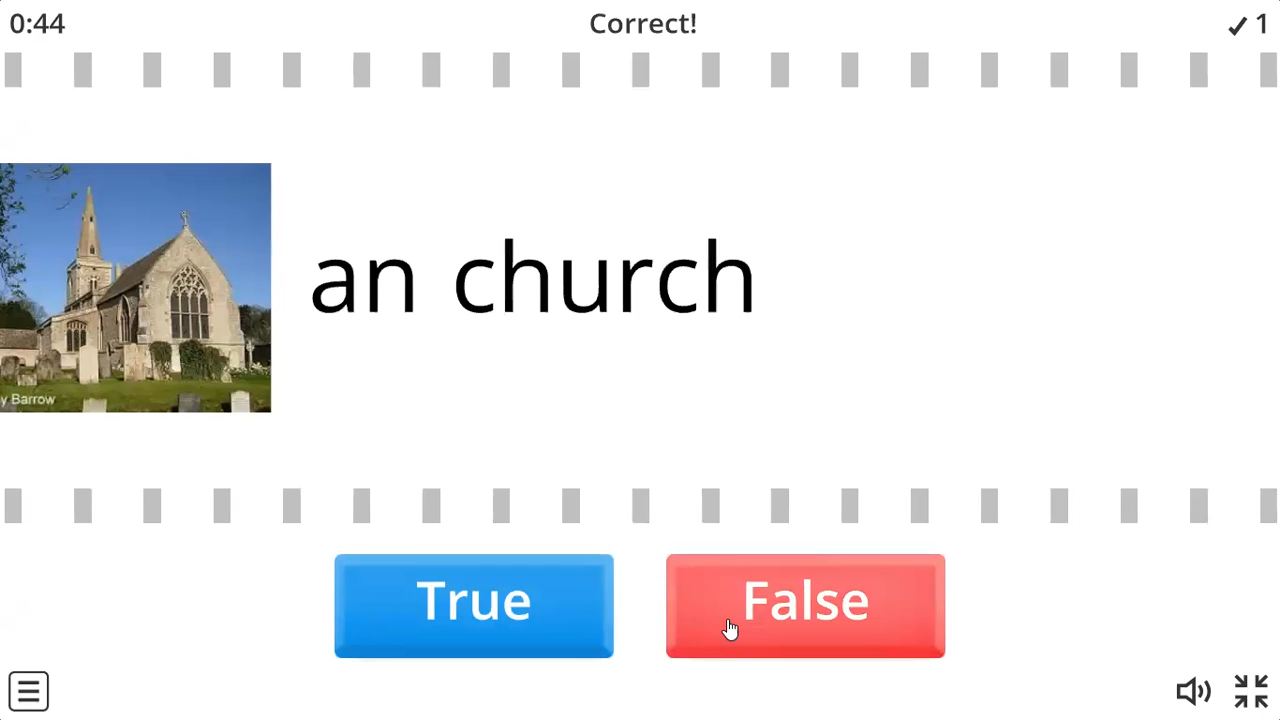 0:44
Correct!
✓ 1
an church
y Barrow
True
False